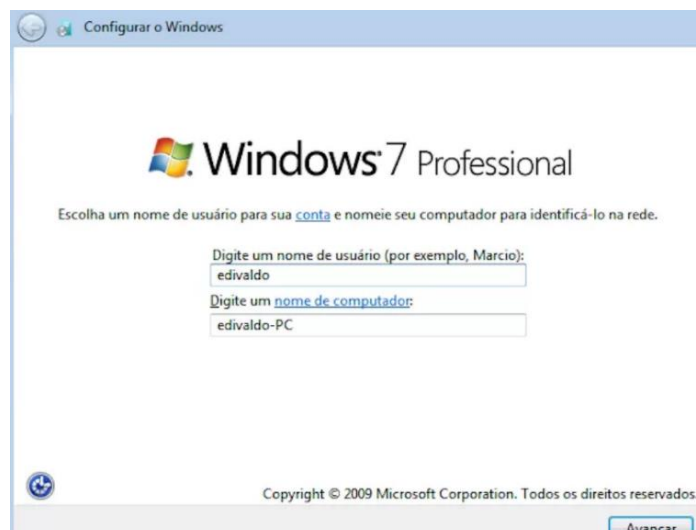 Configurar o Windows
Windows 7 Professional
Escolha um nome de usuário para sua conta e nomeie seu computador para identificá-lo na rede.
Digite um nome de usuário (por exemplo, Marcio):
edivaldo
Digite um nome de computador:
edivaldo-PC
Copyright © 2009 Microsoft Corporation. Todos os direitos reservados
Avançar